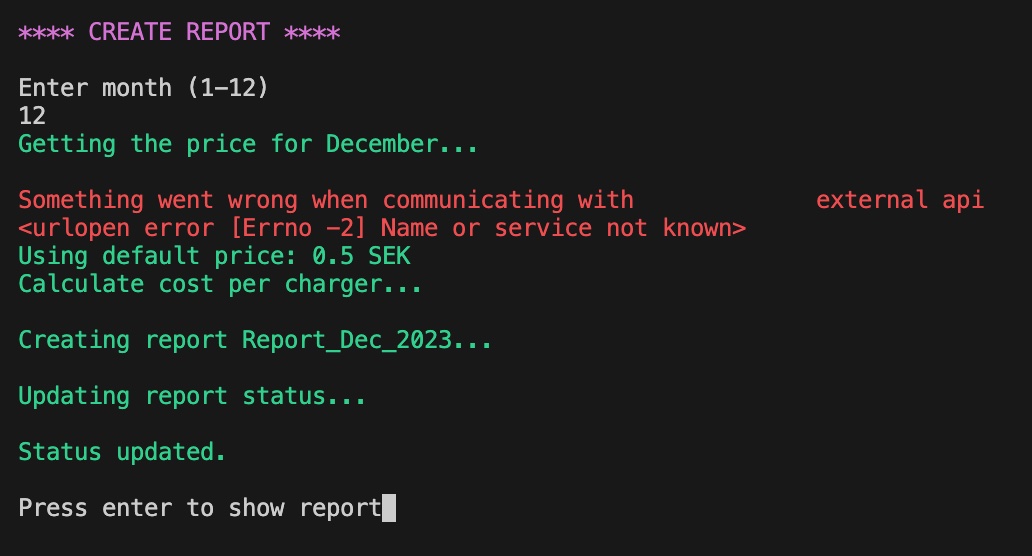 **** CREATE REPORT ****
Enter month (1-12)
12
Getting the price for December...
Something went wrong when communicating with             external api
<urlopen error [Errno -2] Name or service not known>
Using default price: 0.5 SEK
Calculate cost per charger...
Creating report Report_Dec_2023...
Updating report status...
Status updated.
Press enter to show report